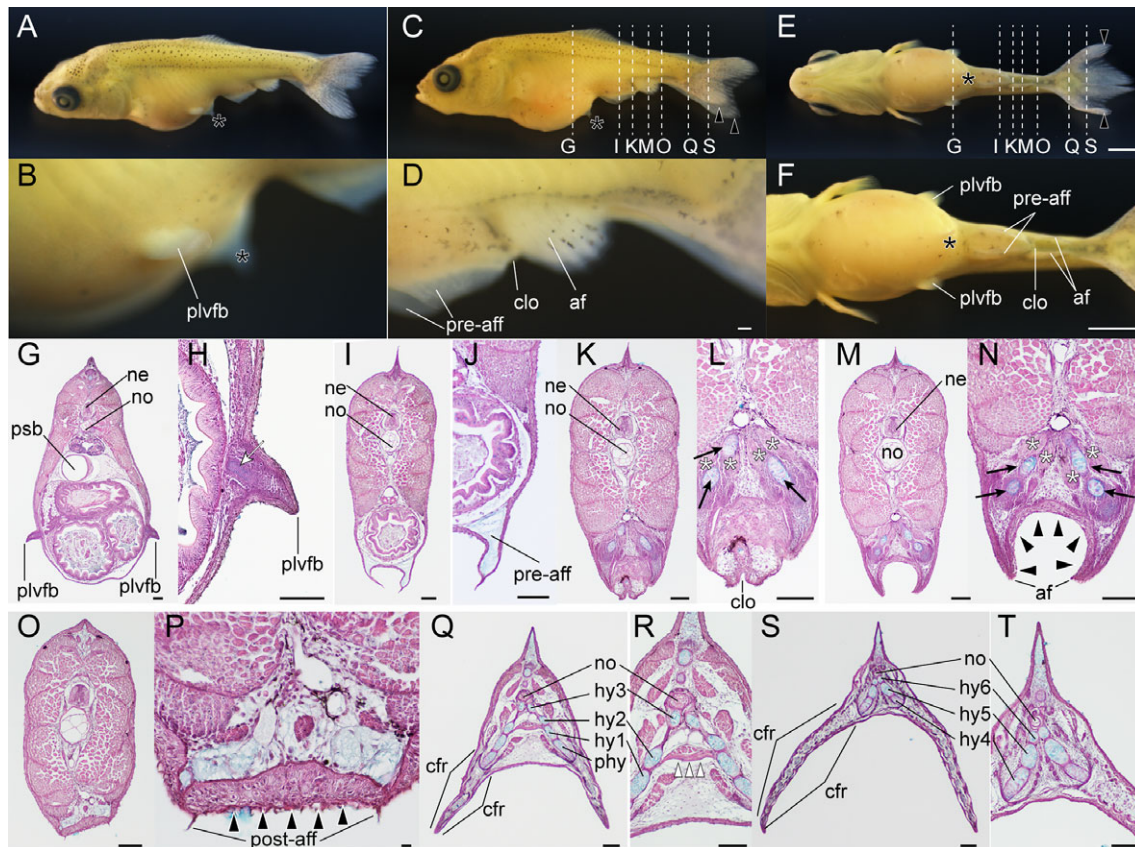 A
C
E
G
I
K
M
O
Q
S
G
I
K
M
O
Q
S
B
plvfb
D
pre-aff
clo
af
F
plvfb
pre-aff
plvfb
clo
af
G
ne
no
psb
plvfb
plvfb
H
plvfb
I
ne
no
J
pre-aff
K
ne
no
L
clo
M
ne
no
N
af
O
P
post-aff
Q
no
hy3
hy2
hy1
phy
cfr
cfr
R
S
no
hy6
hy5
hy4
cfr
cfr
T